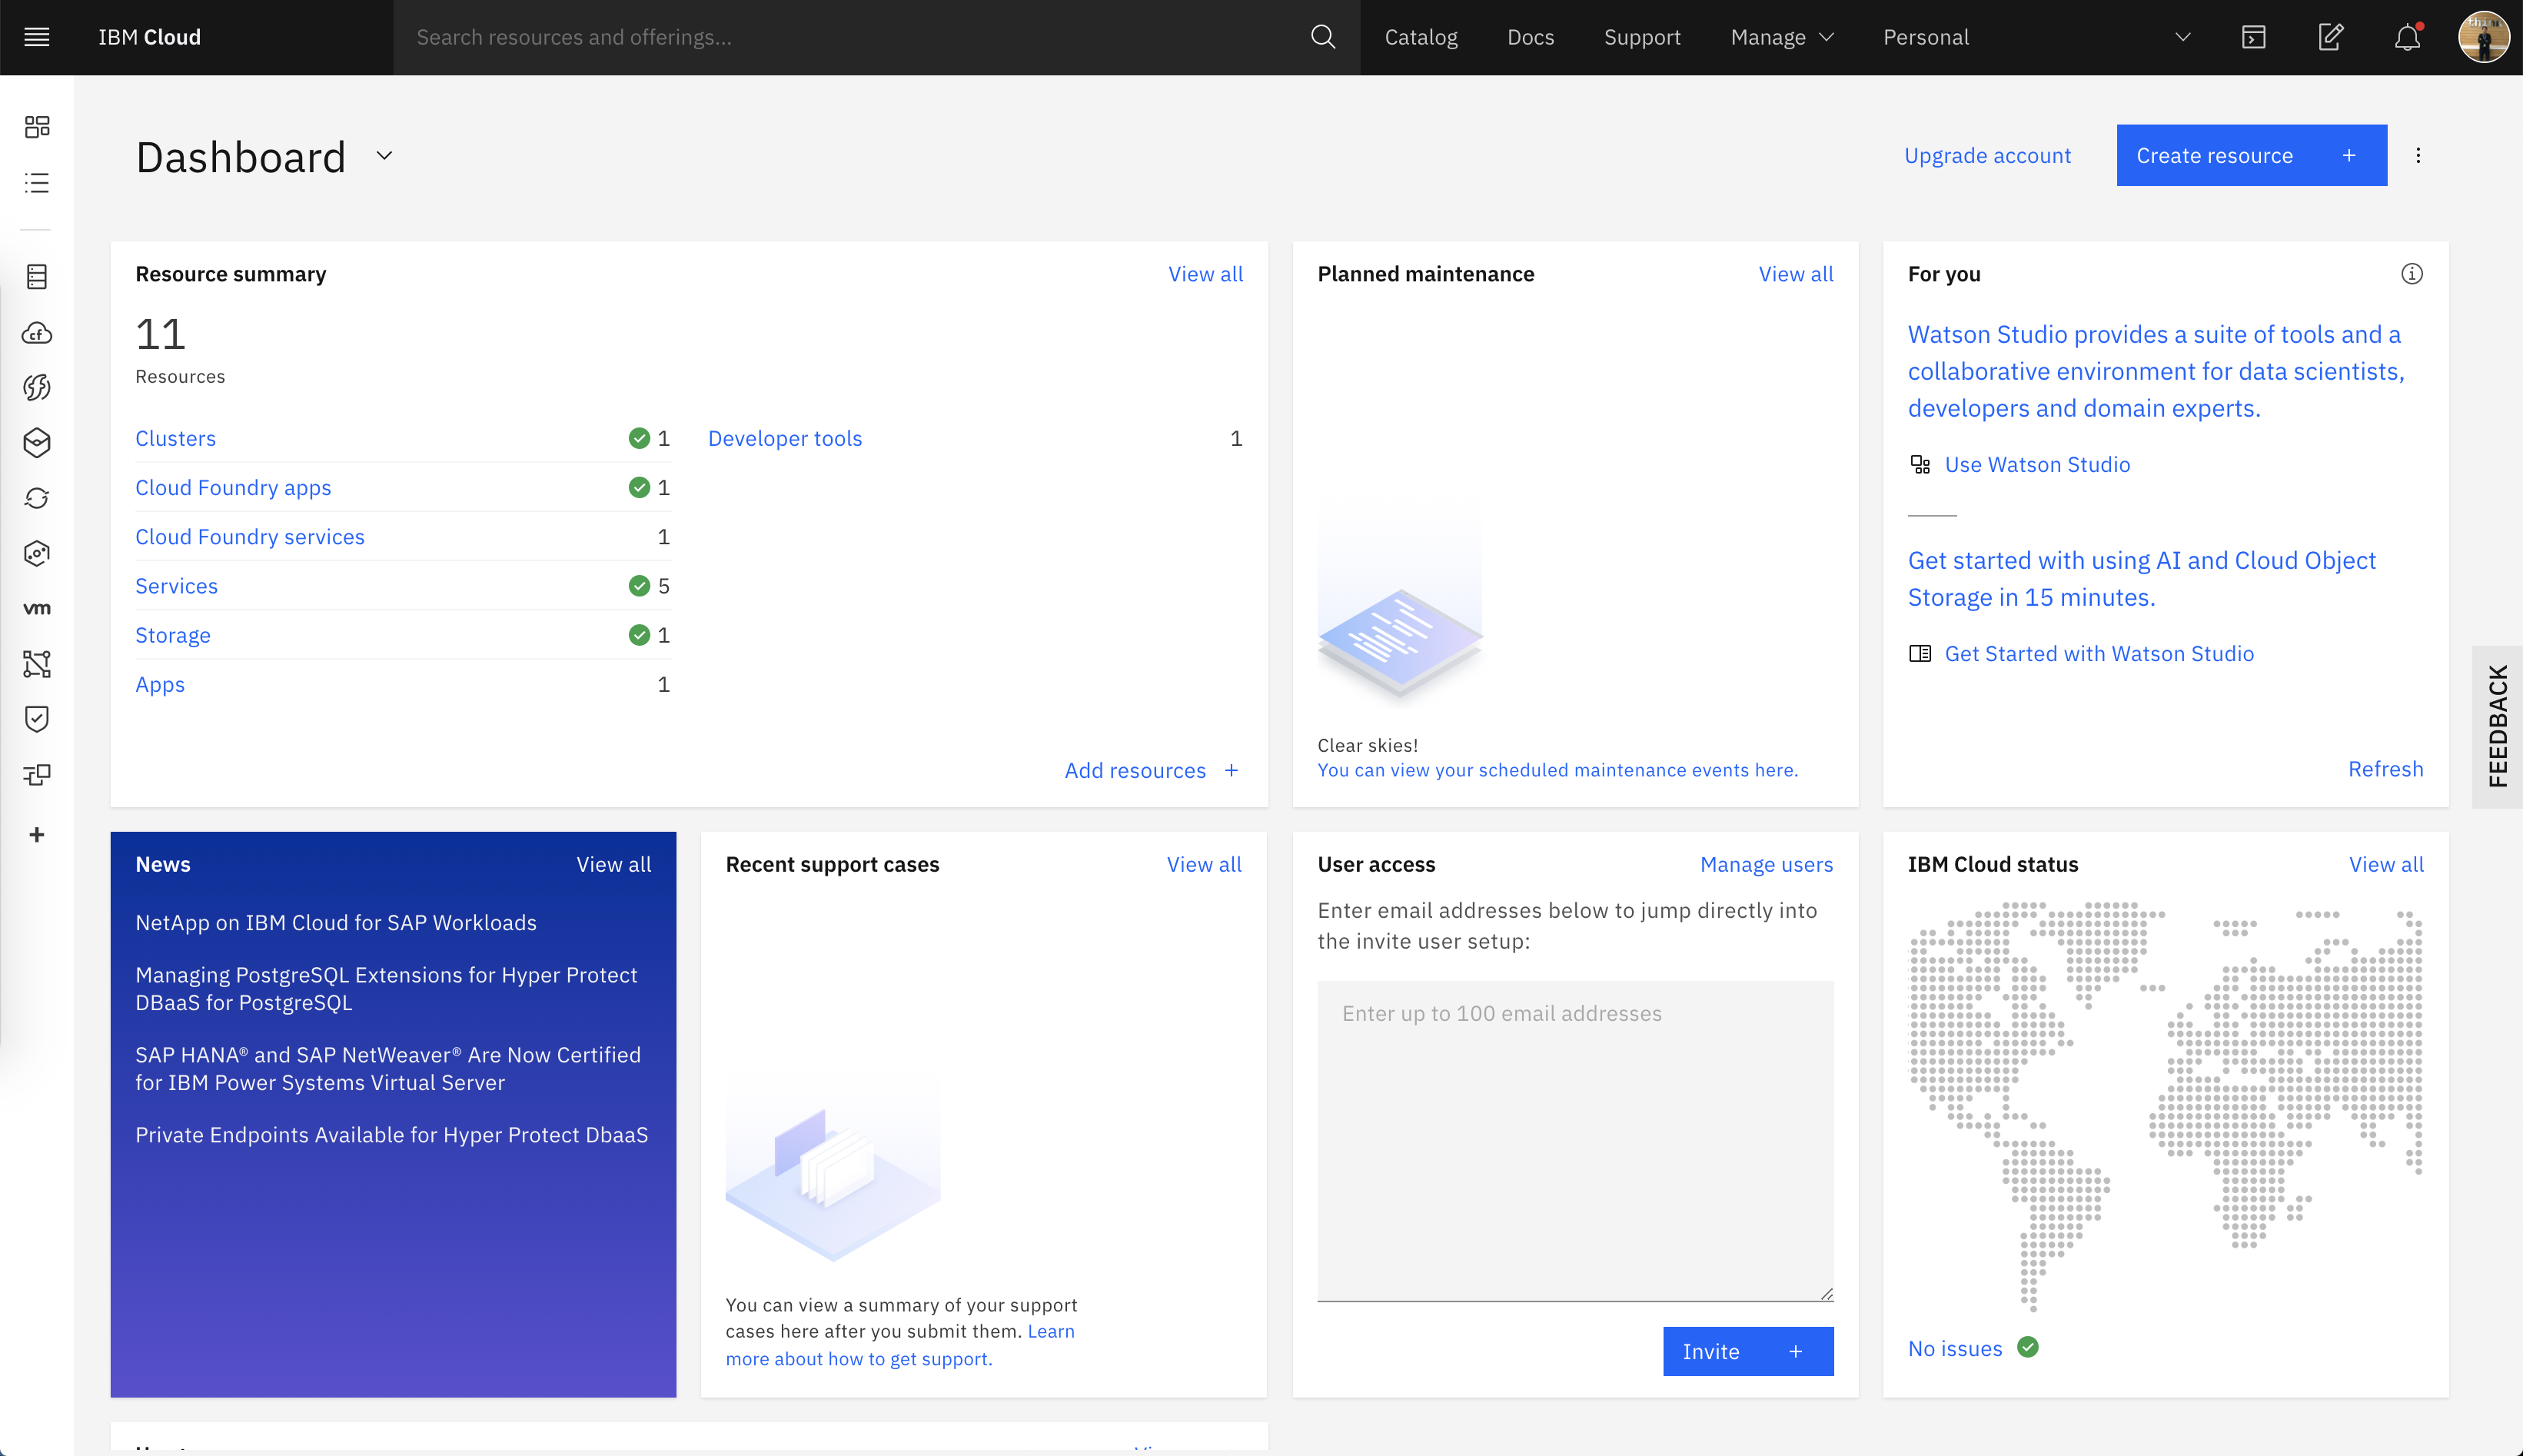 IBM Cloud
Search resources and offerings...
Catalog
Docs
Support
Manage
Personal
Dashboard
Upgrade account
Create resource
Resource summary
View all
11
Resources
Clusters
1
Cloud Foundry apps
1
Cloud Foundry services
1
Services
5
Storage
1
Apps
1
Developer tools
1
Add resources
Planned maintenance
View all
Clear skies!
You can view your scheduled maintenance events here.
For you
Watson Studio provides a suite of tools and a
collaborative environment for data scientists,
developers and domain experts.
Use Watson Studio
Get started with using AI and Cloud Object
Storage in 15 minutes.
Get Started with Watson Studio
Refresh
FEEDBACK
cf
vm
News
View all
NetApp on IBM Cloud for SAP Workloads
Managing PostgreSQL Extensions for Hyper Protect
DBaaS for PostgreSQL
SAP HANA® and SAP NetWeaver® Are Now Certified
for IBM Power Systems Virtual Server
Private Endpoints Available for Hyper Protect DbaaS
Recent support cases
View all
You can view a summary of your support
cases here after you submit them. Learn
more about how to get support.
User access
Manage users
Enter email addresses below to jump directly into
the invite user setup:
Enter up to 100 email addresses
Invite
IBM Cloud status
View all
No issues